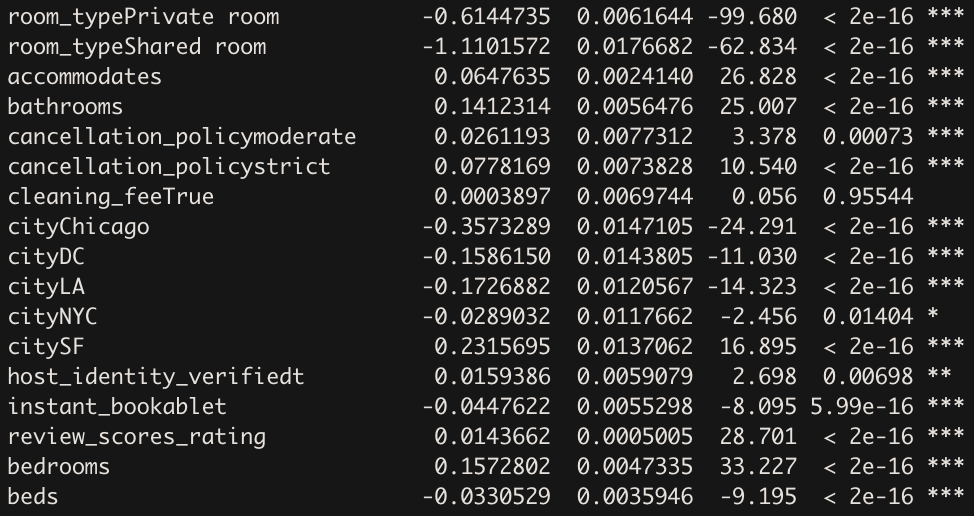 room_typePrivate room -0.6144735 0.0061644 -99.680 < 2e-16 ***
room_typeShared room -1.1101572 0.0176682 -62.834 < 2e-16 ***
accommodates 0.0647635 0.0024140 26.828 < 2e-16 ***
bathrooms 0.1412314 0.0056476 25.007 < 2e-16 ***
cancellation_policymoderate 0.0261193 0.0077312 3.378 0.00073 ***
cancellation_policystrict 0.0778169 0.0073828 10.540 < 2e-16 ***
cleaning_feeTrue 0.0003897 0.0069744 0.056 0.95544
cityChicago -0.3573289 0.0147105 -24.291 < 2e-16 ***
cityDC -0.1586150 0.0143805 -11.030 < 2e-16 ***
cityLA -0.1726882 0.0120567 -14.323 < 2e-16 ***
cityNYC -0.0289032 0.0117662 -2.456 0.01404 *
citySF 0.2315695 0.0137062 16.895 < 2e-16 ***
host_identity_verifiedt 0.0159386 0.0059079 2.698 0.00698 **
instant_bookablet -0.0447622 0.0055298 -8.095 5.99e-16 ***
review_scores_rating 0.0143662 0.0005005 28.701 < 2e-16 ***
bedrooms 0.1572802 0.0047335 33.227 < 2e-16 ***
beds -0.0330529 0.0035946 -9.195 < 2e-16 ***